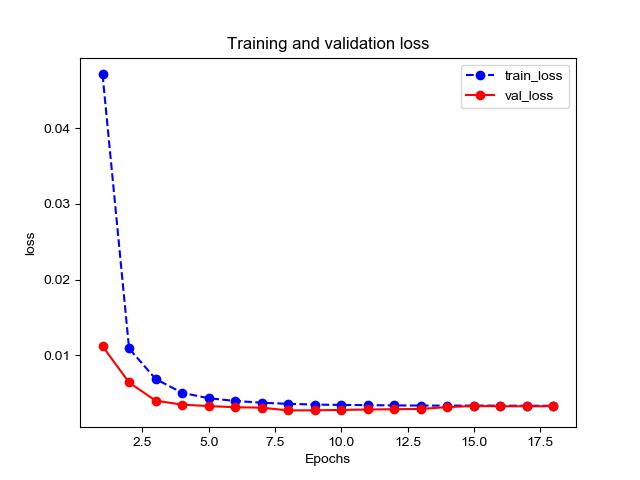 Training and validation loss
train_loss
val_loss
loss
0.04
0.03
0.02
0.01
2.5 5.0 7.5 10.0 12.5 15.0 17.5
Epochs